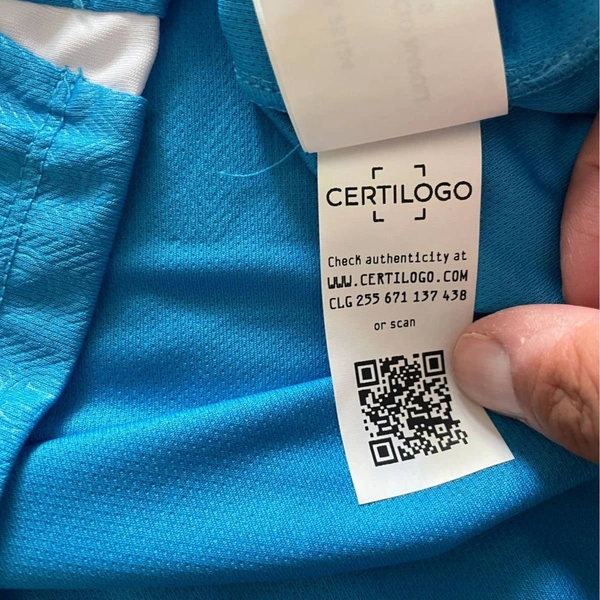 CERTILOGO
Check authenticity at
WWW.CERTILOGO.COM
CLG 255 671 137 438
or scan